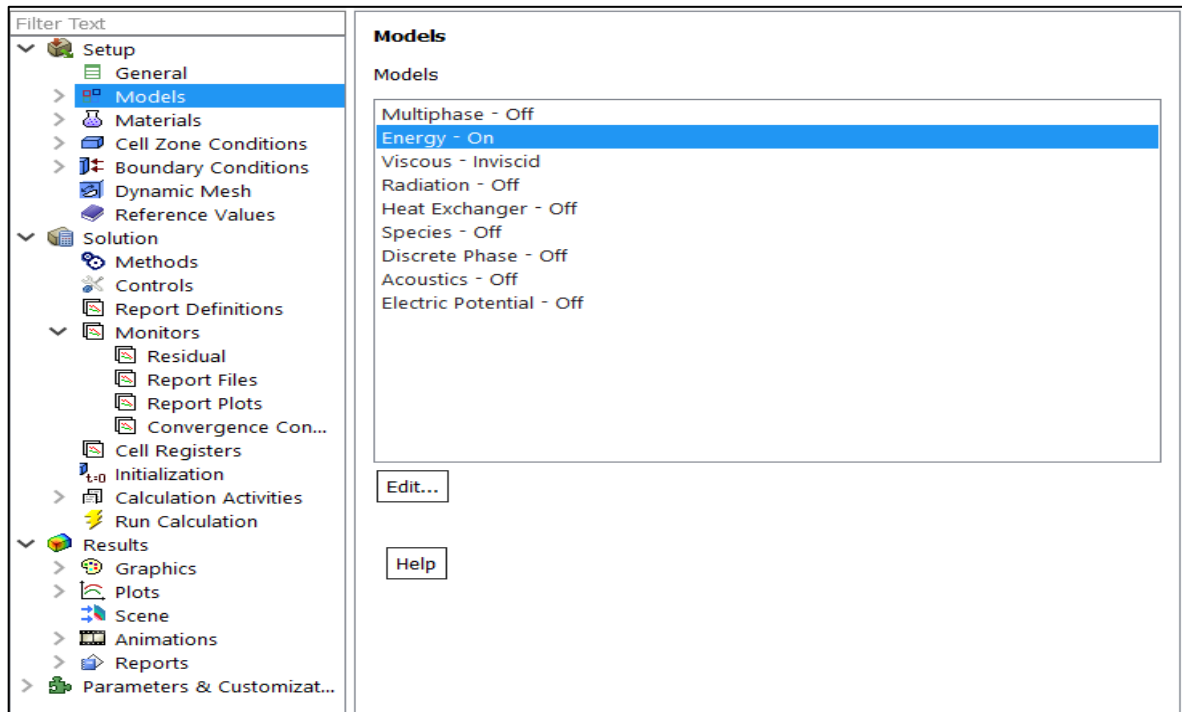 Filter Text
Setup
General
Models
Materials
Cell Zone Conditions
Boundary Conditions
Dynamic Mesh
Reference Values
Solution
Methods
Controls
Report Definitions
Monitors
Residual
Report Files
Report Plots
Convergence Con...
Cell Registers
t=0 Initialization
Calculation Activities
Run Calculation
Results
Graphics
Plots
Scene
Animations
Reports
Parameters & Customizat...
Models
Models
Multiphase - Off
Energy - On
Viscous - Inviscid
Radiation - Off
Heat Exchanger - Off
Species - Off
Discrete Phase - Off
Acoustics - Off
Electric Potential - Off
Edit...
Help